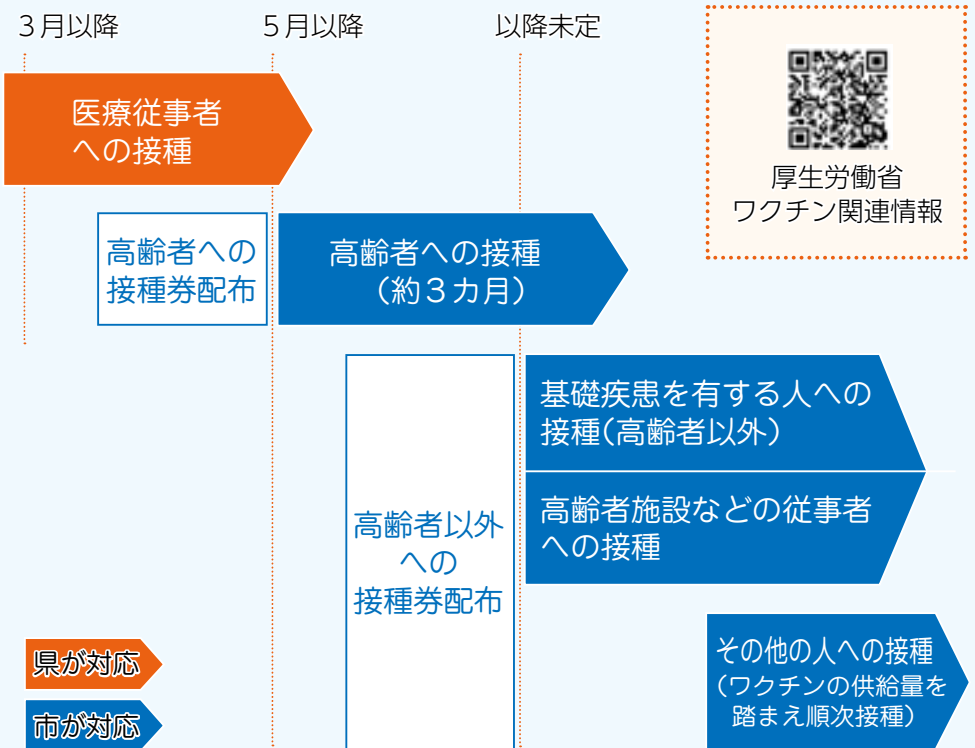 3月以降
5月以降
以降未定
厚生労働省
ワクチン関連情報
医療従事者
への接種
高齢者への
接種券配布
高齢者への接種
(約3カ月)
高齢者以外
への
接種券配布
基礎疾患を有する人への
接種(高齢者以外)
高齢者施設などの従事者
への接種
その他の人への接種
(ワクチンの供給量を
踏まえ順次接種)
県が対応
市が対応